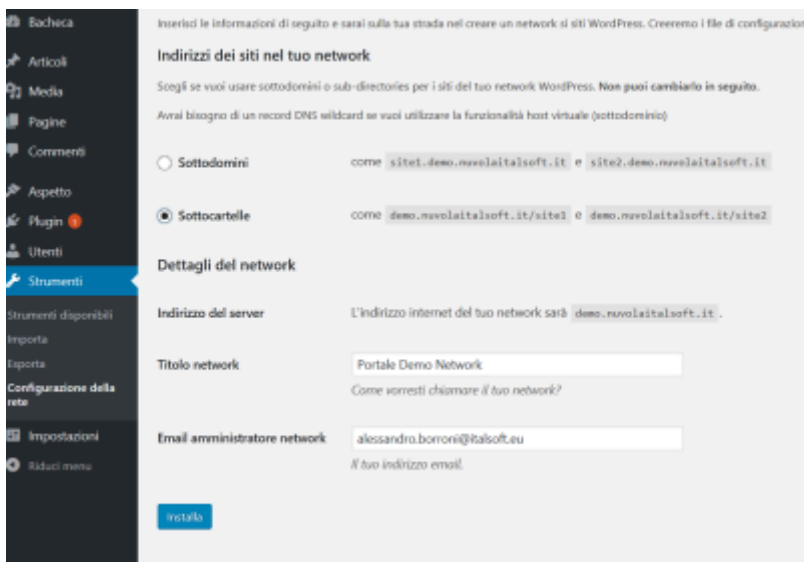 Bacheca
Articoli
Media
Pagine
Commenti
Aspetto
Plugin 1
Utenti
Strumenti
Strumenti disponibili
Importa
Esporta
Configurazione della
rete
Impostazioni
Riduci menu
Inserisci le informazioni di seguito e sarai sulla tua strada nel creare un network si siti WordPress. Creeremo i file di configurazion
Indirizzi dei siti nel tuo network
Scegli se vuoi usare sottodomini o sub-directories per i siti del tuo network WordPress. Non puoi cambiarlo in seguito.
Avrai bisogno di un record DNS wildcard se vuoi utilizzare la funzionalità host virtuale (sottodominio)
Sottodomini come site1.demo.nuvolaitalsoft.it e site2.demo.nuvolaitalsoft.it
Sottocartelle come demo.nuvolaitalsoft.it/site1 e demo.nuvolaitalsoft.it/site2
Dettagli del network
Indirizzo del server L'indirizzo internet del tuo network sarà demo.nuvolaitalsoft.it .
Titolo network Portale Demo Network
Come vorresti chiamare il tuo network?
Email amministratore network alessandro.borroni@italsoft.eu
Il tuo indirizzo email.
Installa